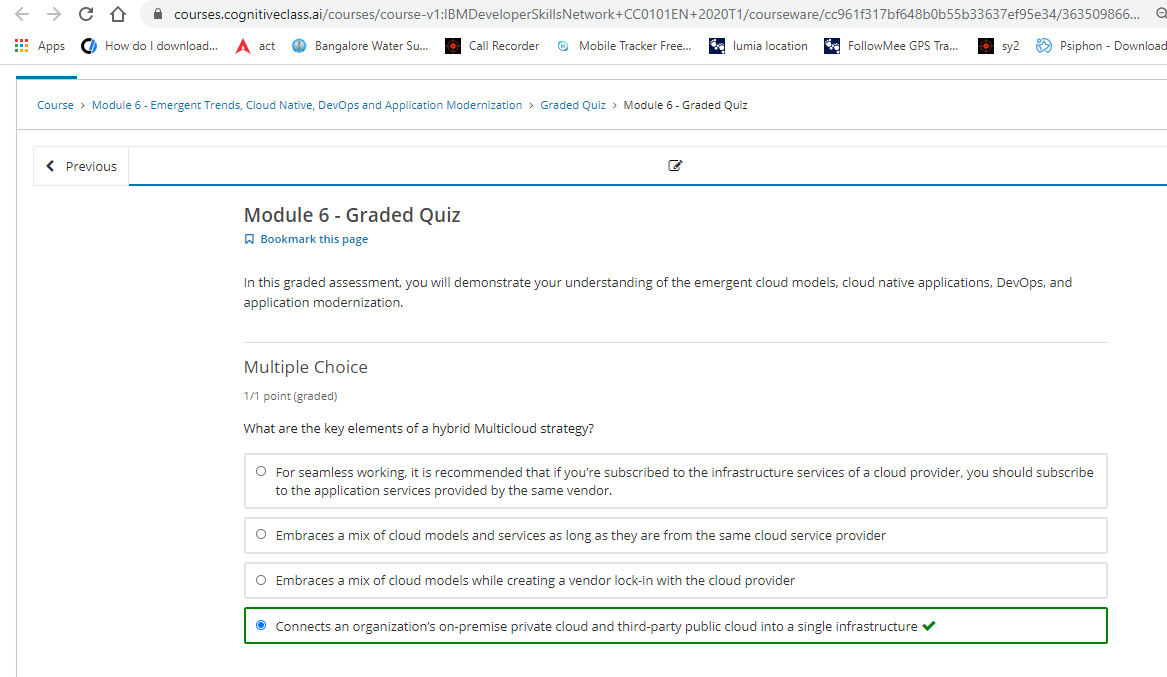 courses.cognitiveclass.ai/courses/course-v1:IBMDeveloperSkillsNetwork+CC0101EN+2020T1/courseware/cc961f317bf648b0b55b33637ef95e34/363509866...
Apps How do I download... act Bangalore Water Su... Call Recorder Mobile Tracker Free... lumia location FollowMee GPS Tra... sy2 Psiphon - Download
Course > Module 6 - Emergent Trends, Cloud Native, DevOps and Application Modernization > Graded Quiz > Module 6 - Graded Quiz
Previous
Module 6 - Graded Quiz
Bookmark this page
In this graded assessment, you will demonstrate your understanding of the emergent cloud models, cloud native applications, DevOps, and
application modernization.
Multiple Choice
1/1 point (graded)
What are the key elements of a hybrid Multicloud strategy?
For seamless working, it is recommended that if you’re subscribed to the infrastructure services of a cloud provider, you should subscribe
to the application services provided by the same vendor.
Embraces a mix of cloud models and services as long as they are from the same cloud service provider
Embraces a mix of cloud models while creating a vendor lock-in with the cloud provider
Connects an organization’s on-premise private cloud and third-party public cloud into a single infrastructure